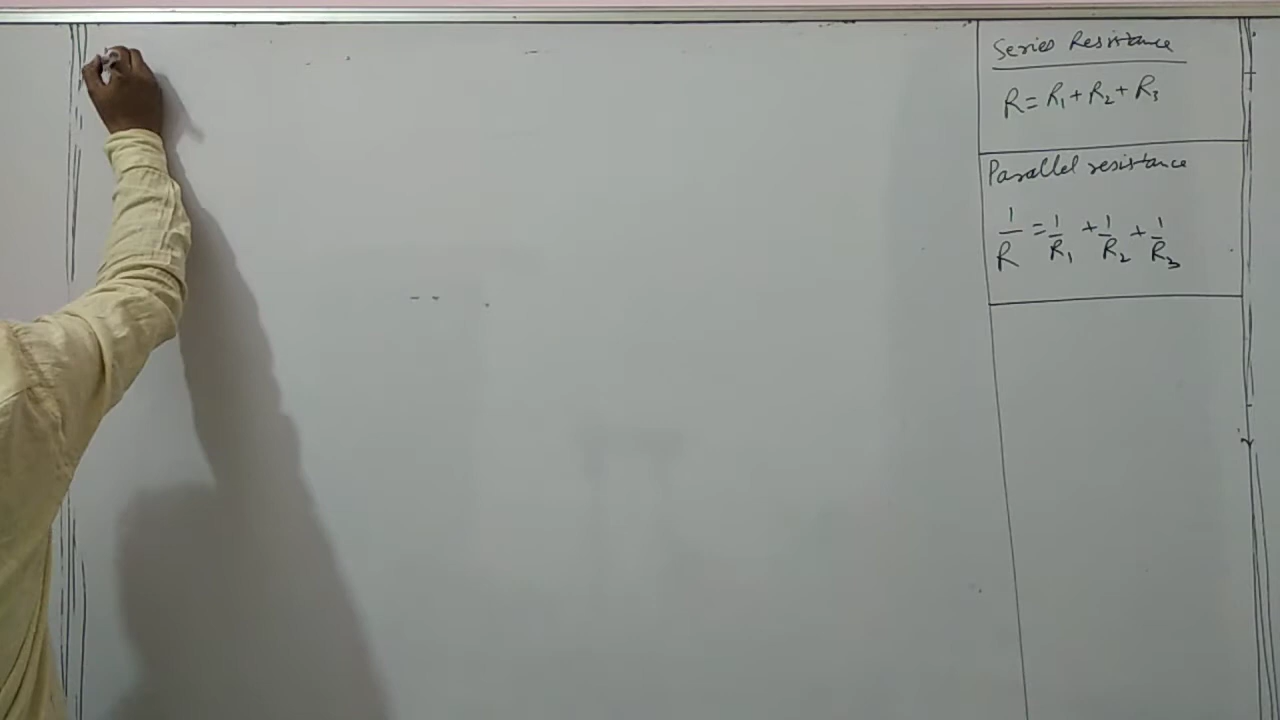 Series Resistance
R = R₁ + R₂ + R₃
Parallel resistance
1/R = 1/R₁ + 1/R₂ + 1/R₃